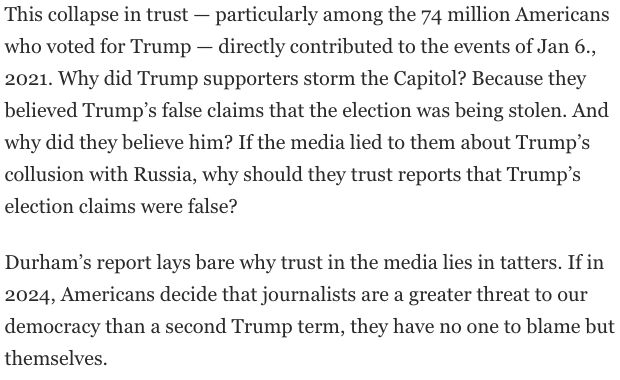 This collapse in trust — particularly among the 74 million Americans
who voted for Trump — directly contributed to the events of Jan 6.,
2021. Why did Trump supporters storm the Capitol? Because they
believed Trump’s false claims that the election was being stolen. And
why did they believe him? If the media lied to them about Trump’s
collusion with Russia, why should they trust reports that Trump’s
election claims were false?
Durham’s report lays bare why trust in the media lies in tatters. If in
2024, Americans decide that journalists are a greater threat to our
democracy than a second Trump term, they have no one to blame but
themselves.